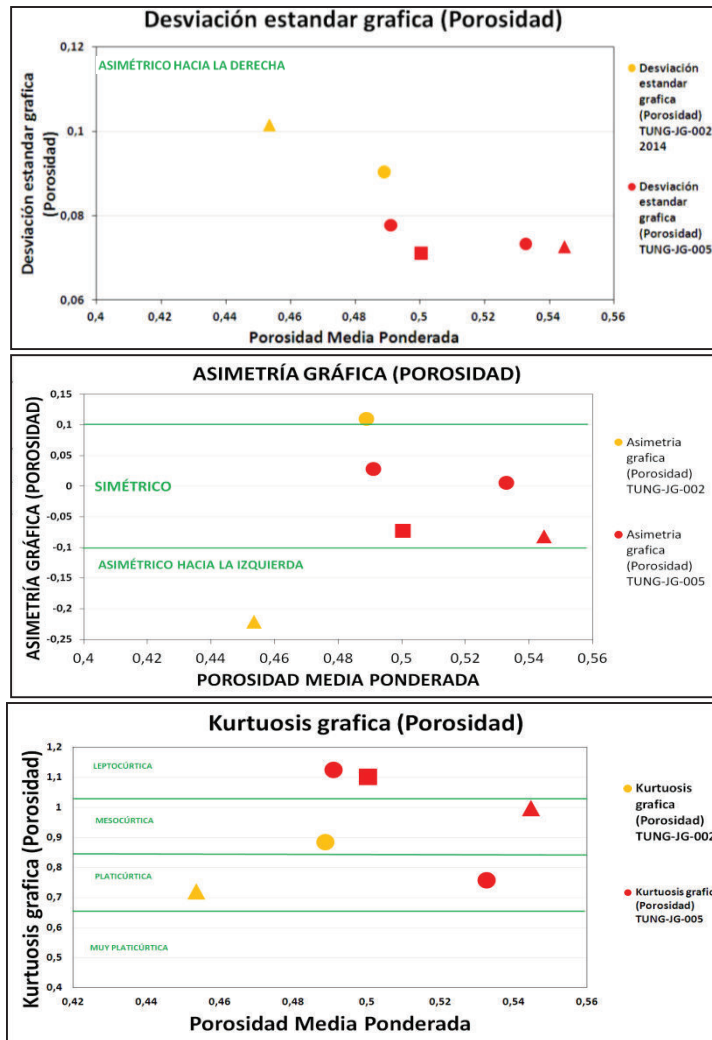 Desviación estandar grafica (Porosidad)
Desviación estandar grafica
(Porosidad)
0,12
0,1
0,08
0,06
ASIMÉTRICO HACIA LA DERECHA
0,4
0,42
0,44
0,46
0,48
0,5
0,52
0,54
0,56
Porosidad Media Ponderada
Desviación
estandar
grafica
(Porosidad)
TUNG-JG-002
2014
Desviación
estandar
grafica
(Porosidad)
TUNG-JG-005
ASIMETRÍA GRÁFICA (POROSIDAD)
ASIMETRÍA GRÁFICA (POROSIDAD)
0,15
0,1
0,05
0
-0,05
-0,1
-0,15
-0,2
-0,25
SIMÉTRICO
ASIMÉTRICO HACIA LA IZQUIERDA
0,4
0,42
0,44
0,46
0,48
0,5
0,52
0,54
0,56
POROSIDAD MEDIA PONDERADA
Asimetria
grafica
(Porosidad)
TUNG-JG-002
Asimetria
grafica
(Porosidad)
TUNG-JG-005
Kurtuosis grafica (Porosidad)
Kurtuosis grafica (Porosidad)
1,2
1,1
1
0,9
0,8
0,7
0,6
0,5
0,4
LEPTOCÚRTICA
MESOCÚRTICA
PLATICÚRTICA
MUY PLATICÚRTICA
0,42
0,44
0,46
0,48
0,5
0,52
0,54
0,56
Porosidad Media Ponderada
Kurtuosis
grafica
(Porosidad)
TUNG-JG-002
Kurtuosis grafic
(Porosidad)
TUNG-JG-005